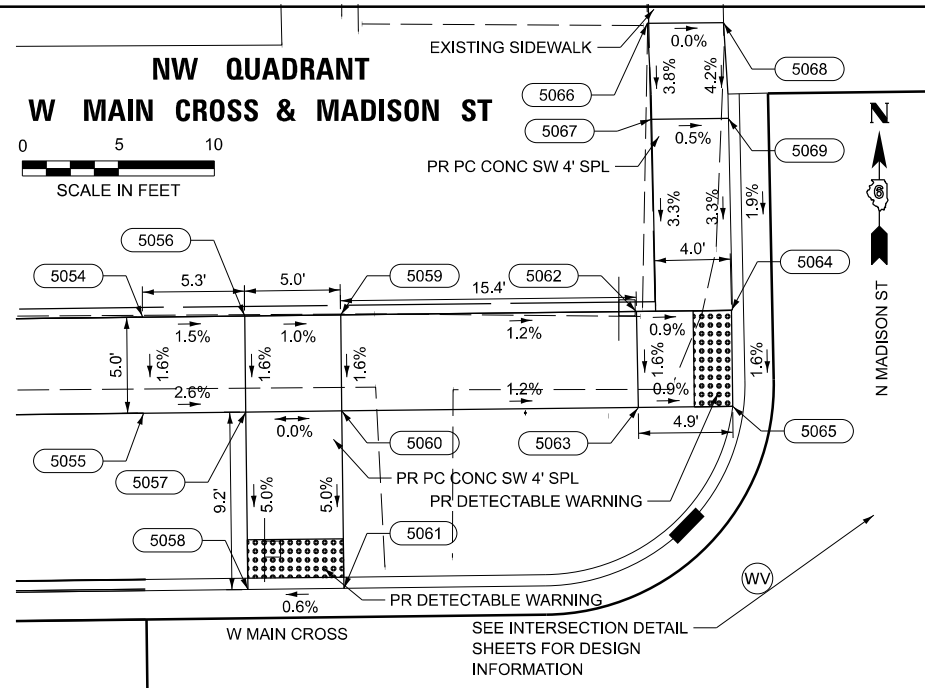 NW QUADRANT
W MAIN CROSS & MADISON ST
0 5 10
SCALE IN FEET
EXISTING SIDEWALK
0.0%
5066
3.8%
4.2%
5068
5067
0.5%
5069
PR PC CONC SW 4' SPL
N
6
3.3%
3.3%
1.9%
5056
5054
5.3'
5.0'
5059
5062
15.4'
4.0'
5064
N MADISON ST
1.5%
1.0%
1.2%
0.9%
5.0'
1.6%
1.6%
1.6%
1.6%
1.6%
2.6%
1.2%
0.9%
0.0%
5060
5063
4.9'
5065
5055
5057
PR PC CONC SW 4' SPL
9.2'
5.0%
5.0%
PR DETECTABLE WARNING
5058
5061
WV
PR DETECTABLE WARNING
0.6%
W MAIN CROSS
SEE INTERSECTION DETAIL
SHEETS FOR DESIGN
INFORMATION